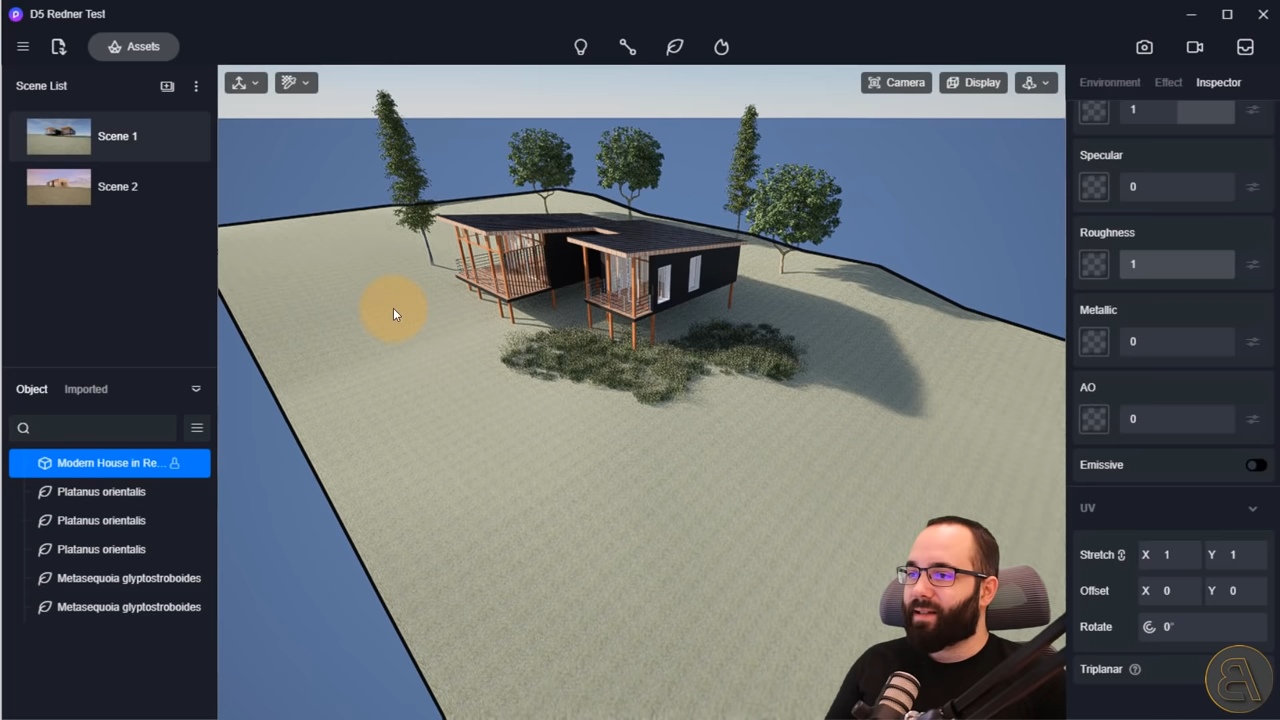 D5 Redner Test
Assets
Scene List
Scene 1
Scene 2
Object Imported
Modern House in Re...
Platanus orientalis
Platanus orientalis
Platanus orientalis
Metasequoia glyptostroboides
Metasequoia glyptostroboides
Camera
Display
Environment Effect Inspector
1
Specular
0
Roughness
1
Metallic
0
AO
0
Emissive
UV
Stretch X 1 Y 1
Offset X 0 Y 0
Rotate 0°
Triplanar ?